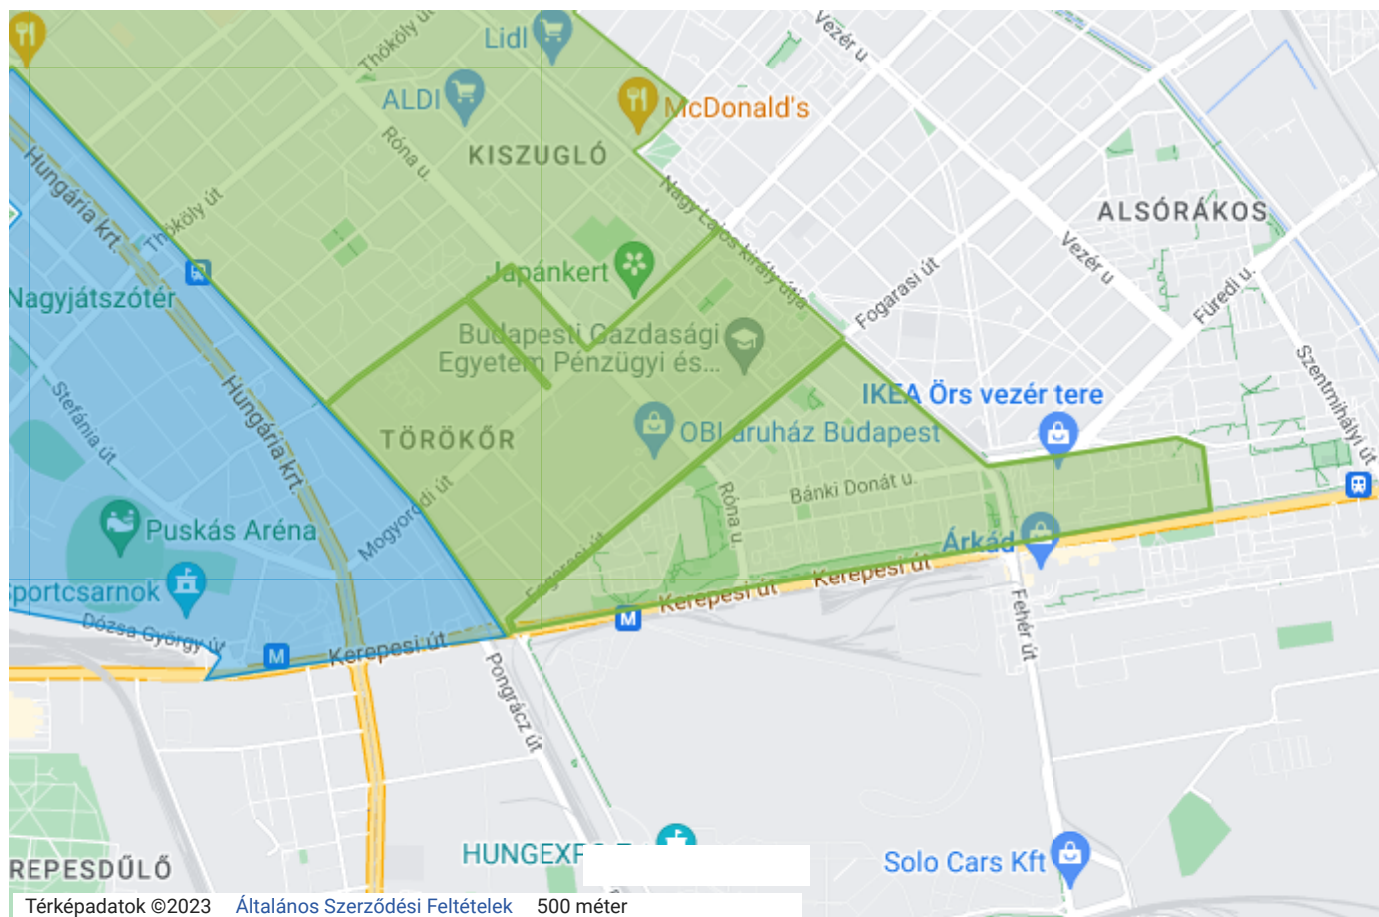 Vezér u
Thököly út
Lidl
ALDI
McDonald's
Róna u.
KISZUGLÓ
Hungária krt.
Thököly út
Nagy Lajos király útja
ALSÓRÁKOS
Vezér u
Japánkert
Fogarasi út
Füredi u.
Nagyjátszótér
Budapesti Gazdasági
Egyetem Pénzügyi és...
Szentmihályi út
Stefánia út
Hungária krt.
IKEA Örs vezér tere
TÖRÖKŐR
OBI áruház Budapest
Bánki Donát u.
Róna u.
Mogyoródi út
Puskás Aréna
Árkád
Fogarasi út
Kerepesi út
Kerepesi út
Sportcsarnok
Dózsa György út
M
M
Kerepesi út
Fehér út
Pongrácz út
HUNGEXP
Solo Cars Kft
REPESDŰLŐ
Térképadatok ©2023 Általános Szerződési Feltételek 500 méter